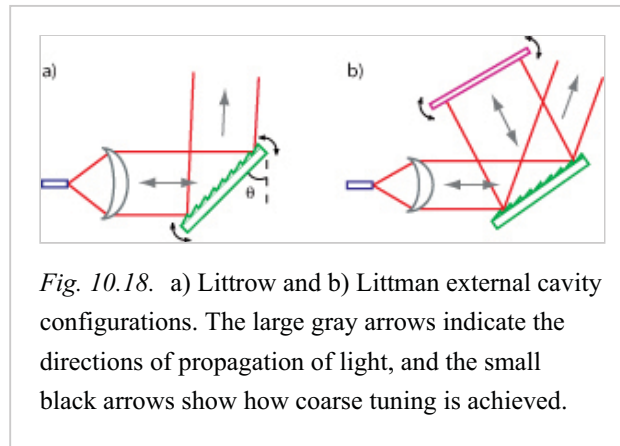 a)
b)
θ
Fig. 10.18. a) Littrow and b) Littman external cavity
configurations. The large gray arrows indicate the
directions of propagation of light, and the small
black arrows show how coarse tuning is achieved.